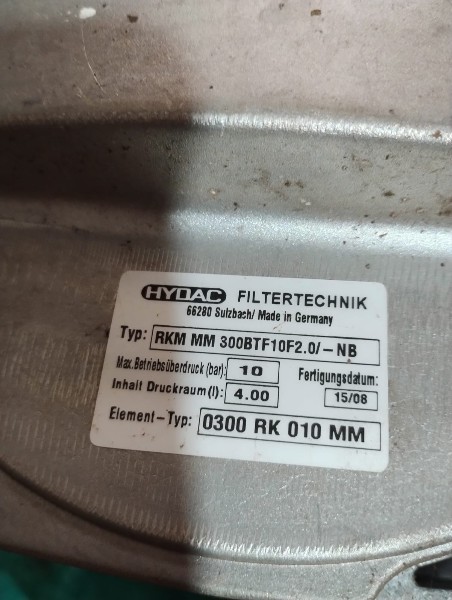 HYDAC FILTERTECHNIK
66280 Sulzbach/ Made in Germany
Typ: RKM MM 300BTF10F2.0/-NB
Max.Betriebsüberdruck (bar): 10 Fertigungsdatum:
Inhalt Druckraum (l): 4.00 15/08
Element-Typ: 0300 RK 010 MM